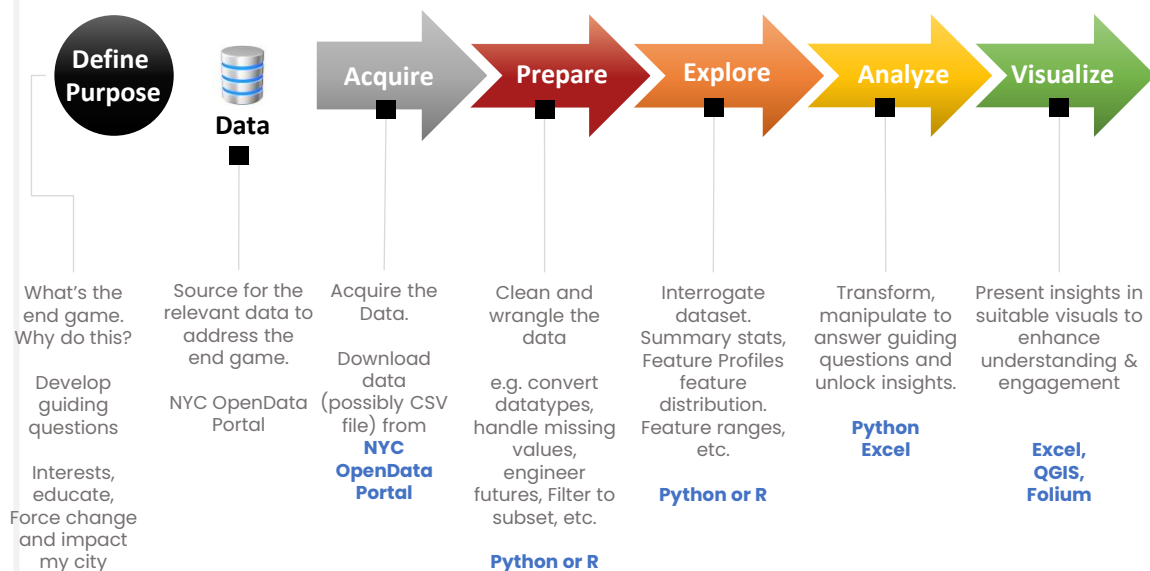 Define
Purpose
Data
Acquire
Prepare
Explore
Analyze
Visualize
What's the
end game.
Why do this?
Develop
guiding
questions
Interests,
educate,
Force change
and impact
my city
Source for the
relevant data to
address the
end game.
NYC OpenData
Portal
Acquire the
Data.
Download
data
(possibly CSV
file) from
NYC
OpenData
Portal
Clean and
wrangle the
data
e.g. convert
datatypes,
handle missing
values,
engineer
futures, Filter to
subset, etc.
Python or R
Interrogate
dataset.
Summary stats,
Feature Profiles
feature
distribution.
Feature ranges,
etc.
Python or R
Transform,
manipulate to
answer guiding
questions and
unlock insights.
Python
Excel
Present insights in
suitable visuals to
enhance
understanding &
engagement
Excel,
QGIS,
Folium